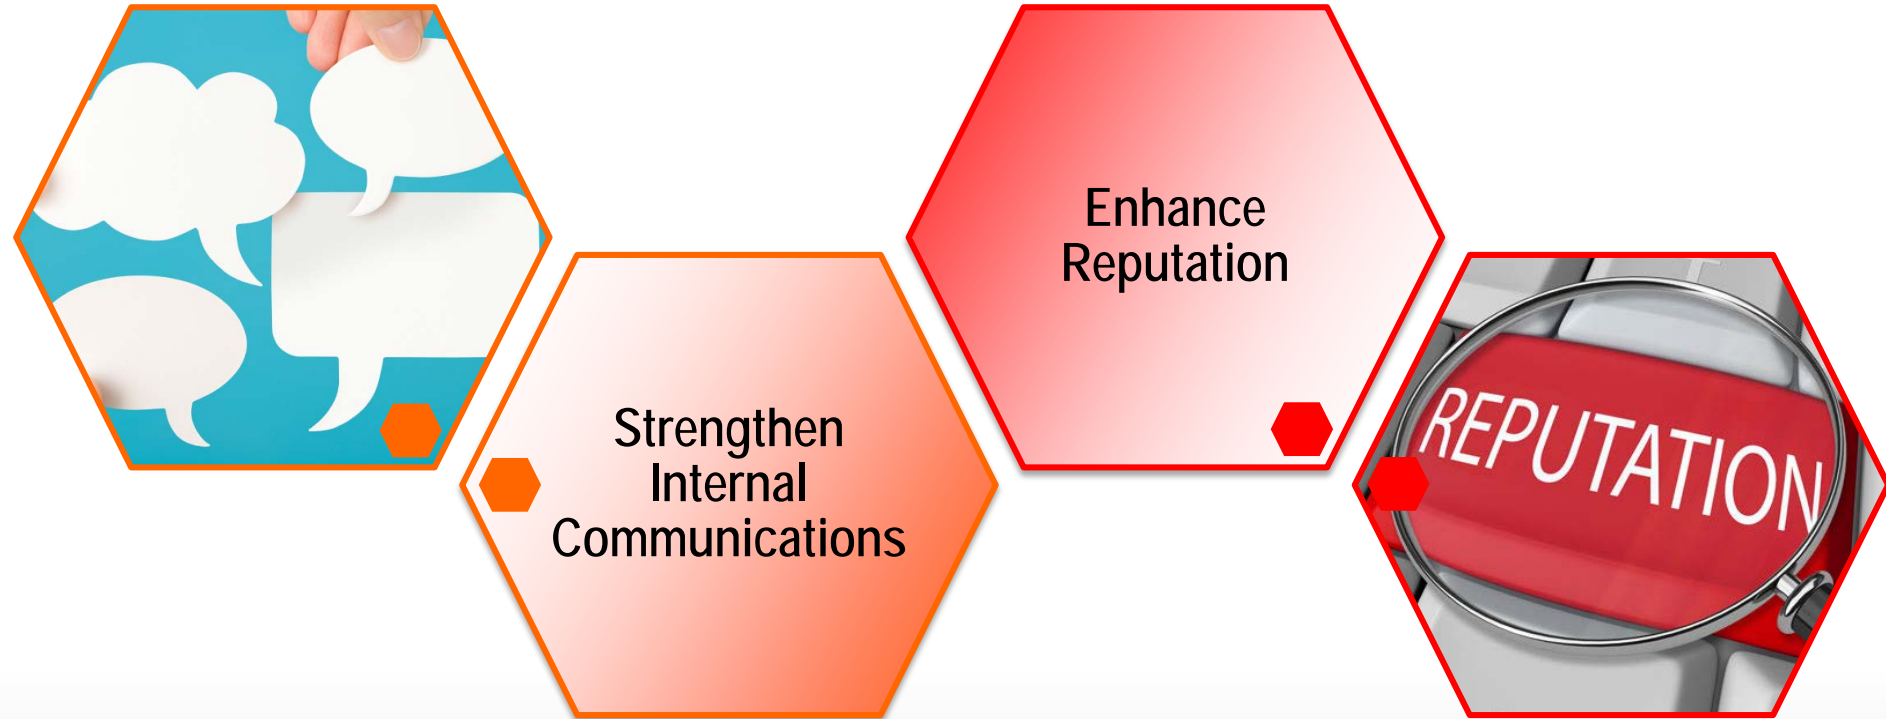 Strengthen
Internal
Communications
Enhance
Reputation
REPUTATION